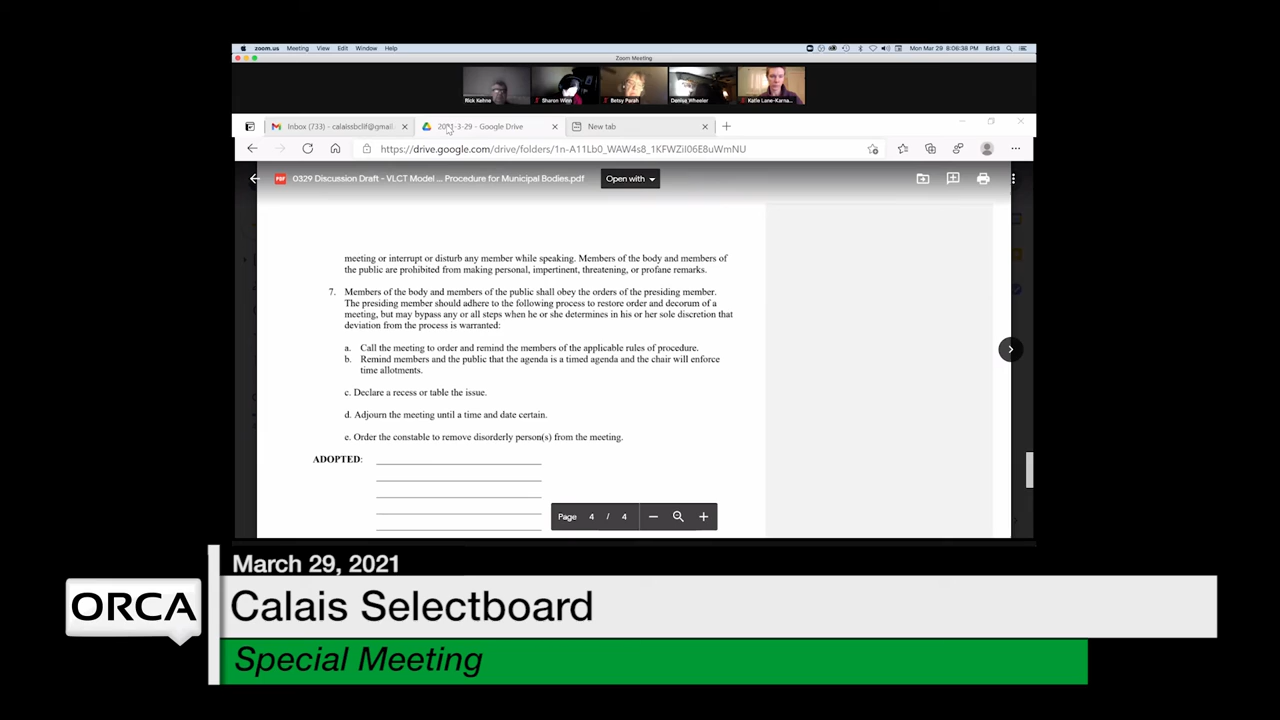 zoom.us Meeting View Edit Window Help
Mon Mar 29 8:06:38 PM Edit3
Zoom Meeting
Rick Kehne Sharon Winn Betsy Parah Denise Wheeler Katie Lane-Karna...
Inbox (733) - calaissbclif@gmail. 2021-3-29 - Google Drive New tab
https://drive.google.com/drive/folders/1n-A11Lb0_WAW4s8_1KFWZiI06E8uWmNU
PDF 0329 Discussion Draft - VLCT Model ... Procedure for Municipal Bodies.pdf Open with
meeting or interrupt or disturb any member while speaking. Members of the body and members of
the public are prohibited from making personal, impertinent, threatening, or profane remarks.
7. Members of the body and members of the public shall obey the orders of the presiding member.
The presiding member should adhere to the following process to restore order and decorum of a
meeting, but may bypass any or all steps when he or she determines in his or her sole discretion that
deviation from the process is warranted:
a. Call the meeting to order and remind the members of the applicable rules of procedure.
b. Remind members and the public that the agenda is a timed agenda and the chair will enforce
time allotments.
c. Declare a recess or table the issue.
d. Adjourn the meeting until a time and date certain.
e. Order the constable to remove disorderly person(s) from the meeting.
ADOPTED:
Page 4 / 4
March 29, 2021
ORCA
Calais Selectboard
Special Meeting